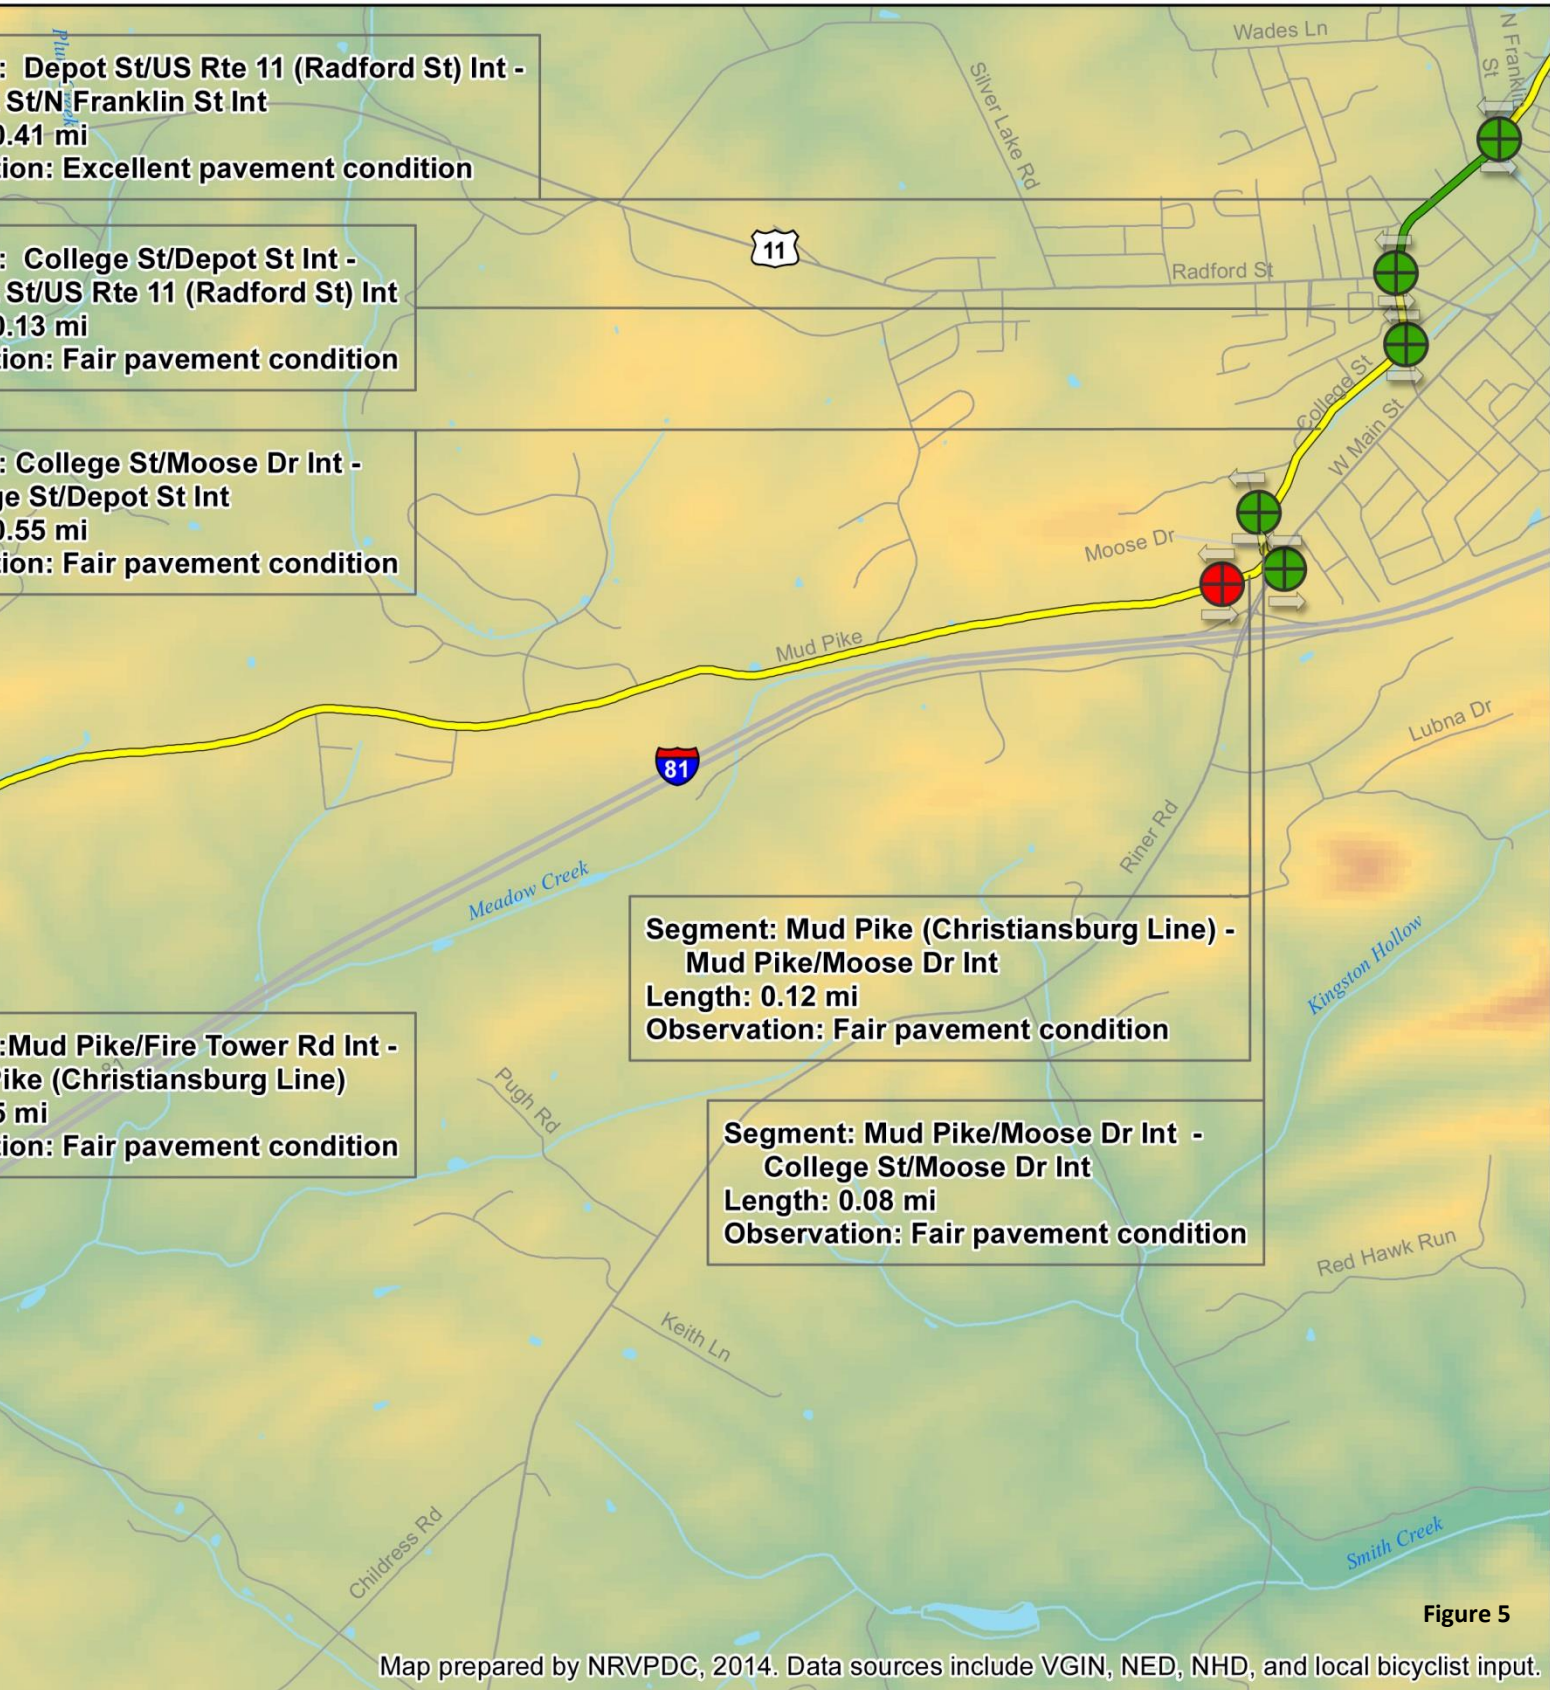 Plum Creek
: Depot St/US Rte 11 (Radford St) Int -
St/N Franklin St Int
0.41 mi
tion: Excellent pavement condition
: College St/Depot St Int -
St/US Rte 11 (Radford St) Int
0.13 mi
tion: Fair pavement condition
: College St/Moose Dr Int -
ge St/Depot St Int
0.55 mi
tion: Fair pavement condition
Wades Ln
N Franklin
St
Silver Lake Rd
11
Radford St
College St
W Main St
Moose Dr
Mud Pike
81
Lubna Dr
Riner Rd
Meadow Creek
Kingston Hollow
Segment: Mud Pike (Christiansburg Line) -
Mud Pike/Moose Dr Int
Length: 0.12 mi
Observation: Fair pavement condition
81
:Mud Pike/Fire Tower Rd Int -
ike (Christiansburg Line)
5 mi
tion: Fair pavement condition
Pugh Rd
Segment: Mud Pike/Moose Dr Int -
College St/Moose Dr Int
Length: 0.08 mi
Observation: Fair pavement condition
Red Hawk Run
Keith Ln
Childress Rd
Smith Creek
Figure 5
Map prepared by NRVPDC, 2014. Data sources include VGIN, NED, NHD, and local bicyclist input.